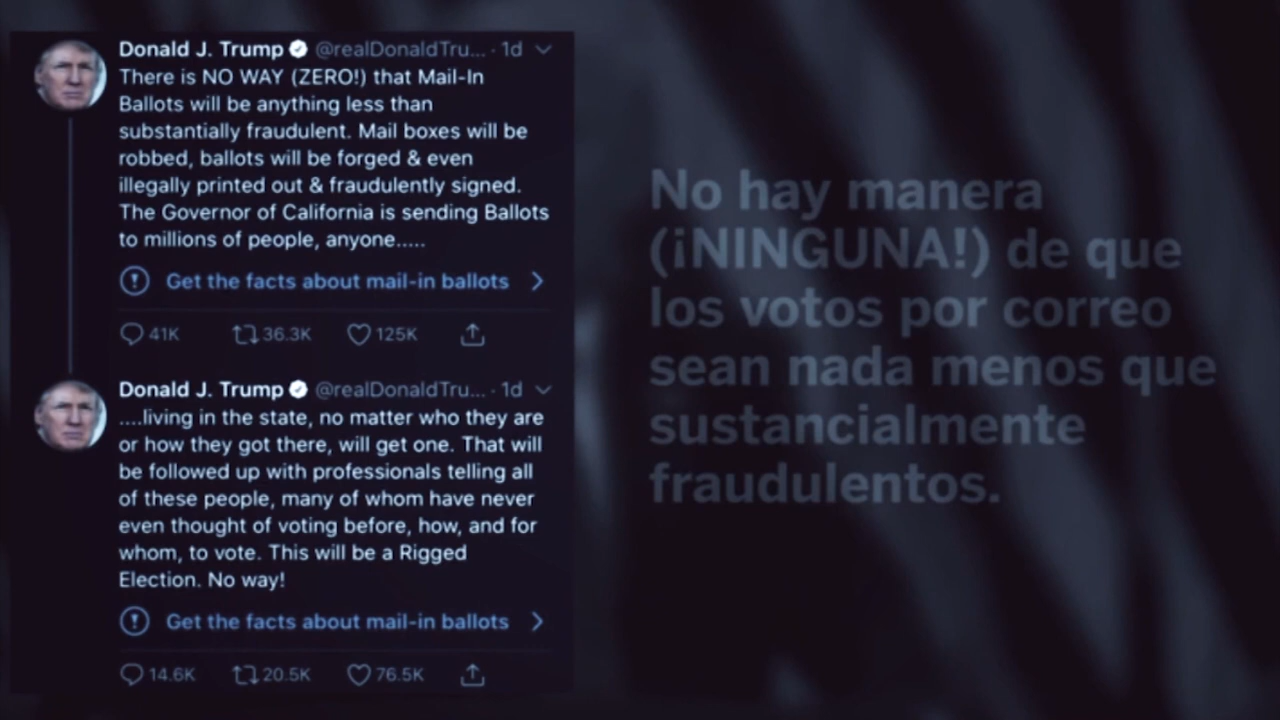 Donald J. Trump @realDonaldTru... · 1d
There is NO WAY (ZERO!) that Mail-In
Ballots will be anything less than
substantially fraudulent. Mail boxes will be
robbed, ballots will be forged & even
illegally printed out & fraudulently signed.
The Governor of California is sending Ballots
to millions of people, anyone.....
Get the facts about mail-in ballots
41K 36.3K 125K
Donald J. Trump @realDonaldTru... · 1d
....living in the state, no matter who they are
or how they got there, will get one. That will
be followed up with professionals telling all
of these people, many of whom have never
even thought of voting before, how, and for
whom, to vote. This will be a Rigged
Election. No way!
Get the facts about mail-in ballots
14.6K 20.5K 76.5K
No hay manera
(¡NINGUNA!) de que
los votos por correo
sean nada menos que
sustancialmente
fraudulentos.